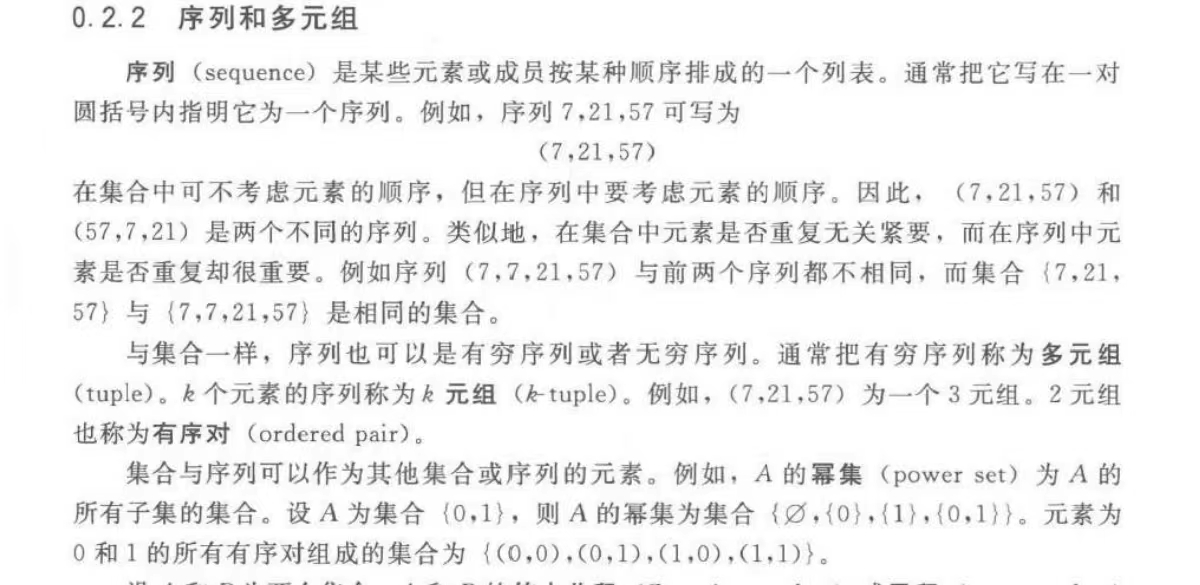 0.2.2 序列和多元组
序列（sequence）是某些元素或成员按某种顺序排成的一个列表。通常把它写在一对
圆括号内指明它为一个序列。例如，序列 7,21,57 可写为
(7,21,57)
在集合中可不考虑元素的顺序，但在序列中要考虑元素的顺序。因此，（7,21,57）和
(57,7,21）是两个不同的序列。类似地，在集合中元素是否重复无关紧要，而在序列中元
素是否重复却很重要。例如序列（7,7,21,57）与前两个序列都不相同，而集合 {7,21,
57} 与 {7,7,21,57} 是相同的集合。
与集合一样，序列也可以是有穷序列或者无穷序列。通常把有穷序列称为多元组
(tuple)。k 个元素的序列称为 k 元组（k-tuple）。例如，（7,21,57）为一个 3 元组。2 元组
也称为有序对（ordered pair）。
集合与序列可以作为其他集合或序列的元素。例如，A 的幂集（power set）为 A 的
所有子集的集合。设 A 为集合 {0,1}，则 A 的幂集为集合 {∅,{0},{1},{0,1}}。元素为
0 和 1 的所有有序对组成的集合为 {(0,0),(0,1),(1,0),(1,1)}。